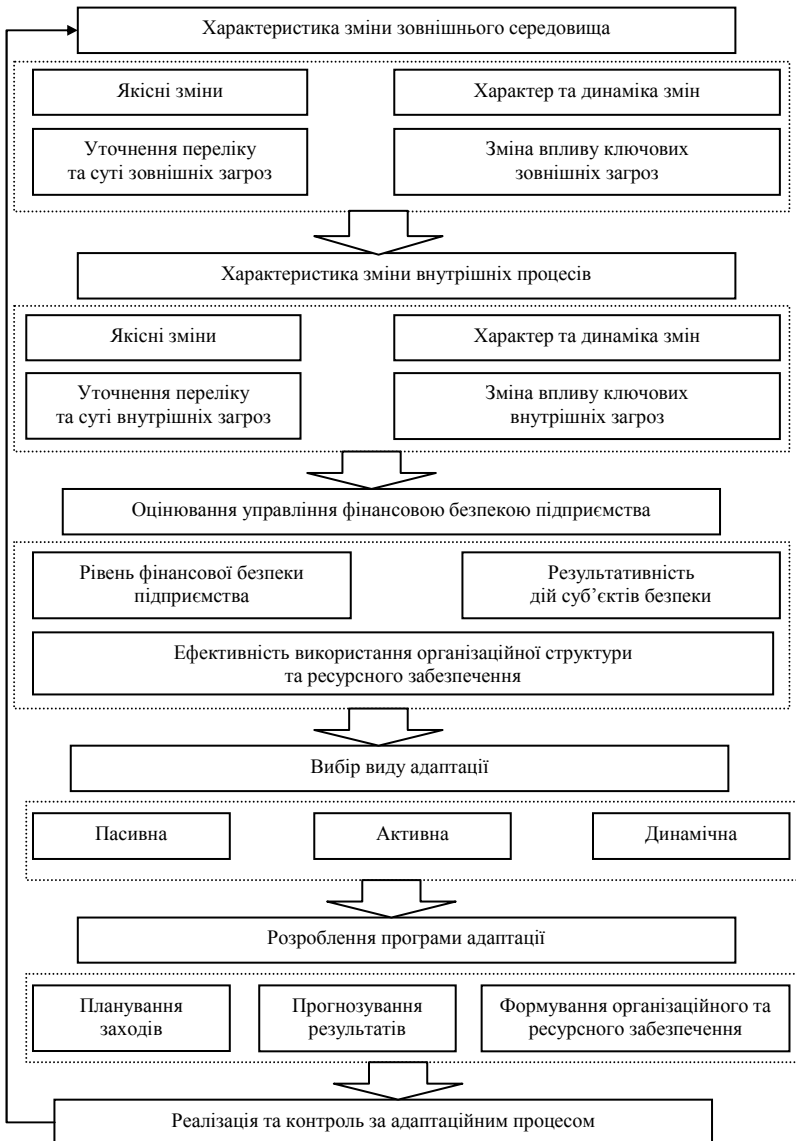 Характеристика зміни зовнішнього середовища
Якісні зміни
Характер та динаміка змін
Уточнення переліку
та суті зовнішніх загроз
Зміна впливу ключових
зовнішніх загроз
Характеристика зміни внутрішніх процесів
Якісні зміни
Характер та динаміка змін
Уточнення переліку
та суті внутрішніх загроз
Зміна впливу ключових
внутрішніх загроз
Оцінювання управління фінансовою безпекою підприємства
Рівень фінансової безпеки
підприємства
Результативність
дій суб’єктів безпеки
Ефективність використання організаційної структури
та ресурсного забезпечення
Вибір виду адаптації
Пасивна
Активна
Динамічна
Розроблення програми адаптації
Планування
заходів
Прогнозування
результатів
Формування організаційного та
ресурсного забезпечення
Реалізація та контроль за адаптаційним процесом